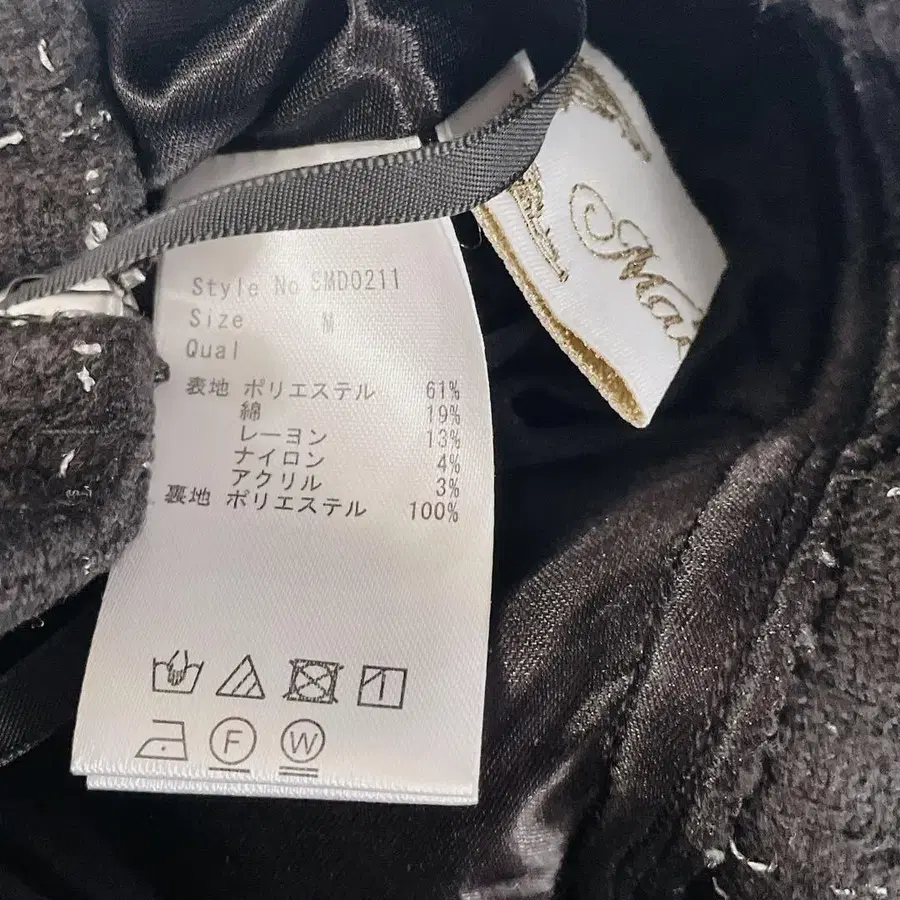 Style No SMD0211
Size M
Qual
表地 ポリエステル 61%
綿 19%
レーヨン 13%
ナイロン 4%
アクリル 3%
裏地 ポリエステル 100%
F
W